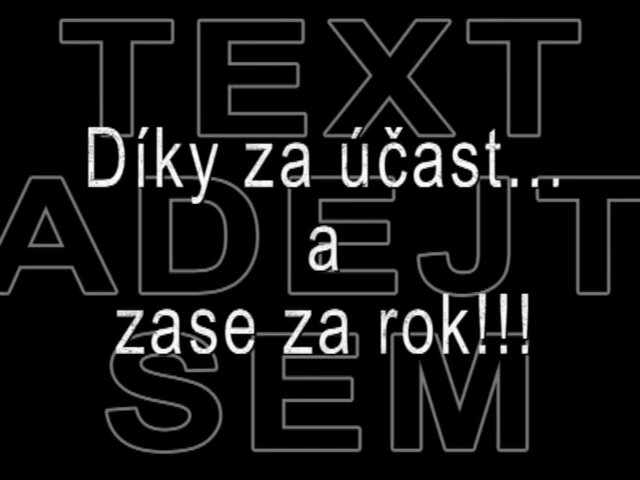 TEXT
Díky za účast...
ADEJT
a
zase za rok!!!
SEM